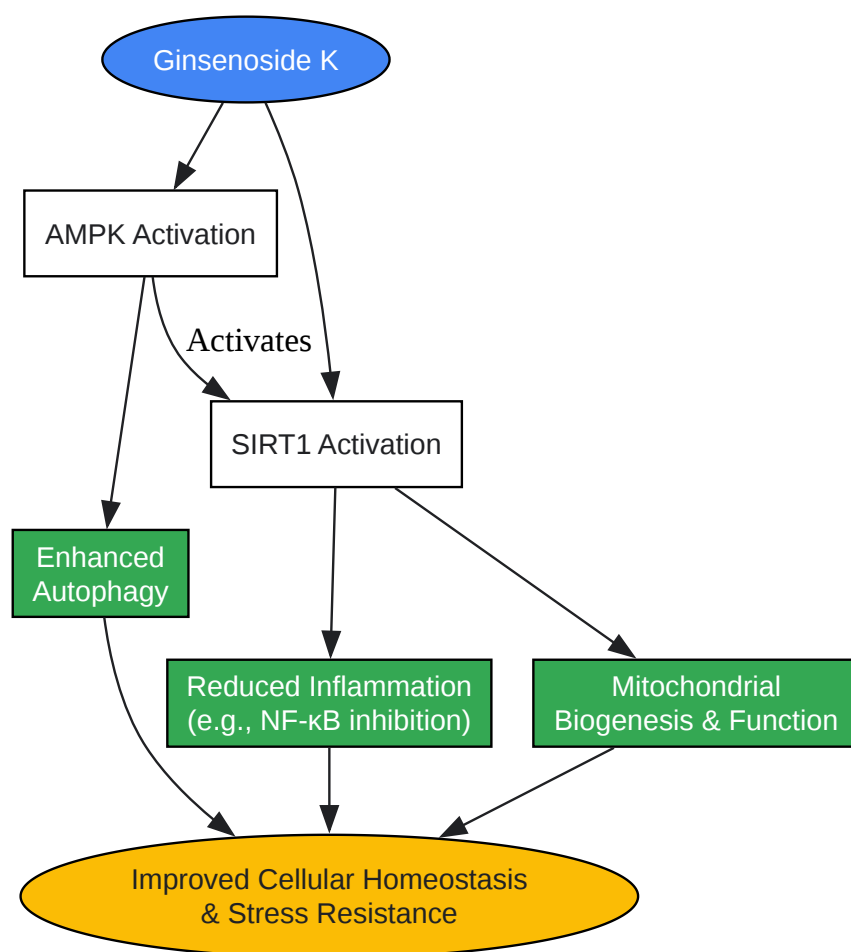 Ginsenoside K
AMPK Activation
Activates
SIRT1 Activation
Enhanced
Autophagy
Reduced Inflammation
(e.g., NF-κB inhibition)
Mitochondrial
Biogenesis & Function
Improved Cellular Homeostasis
& Stress Resistance